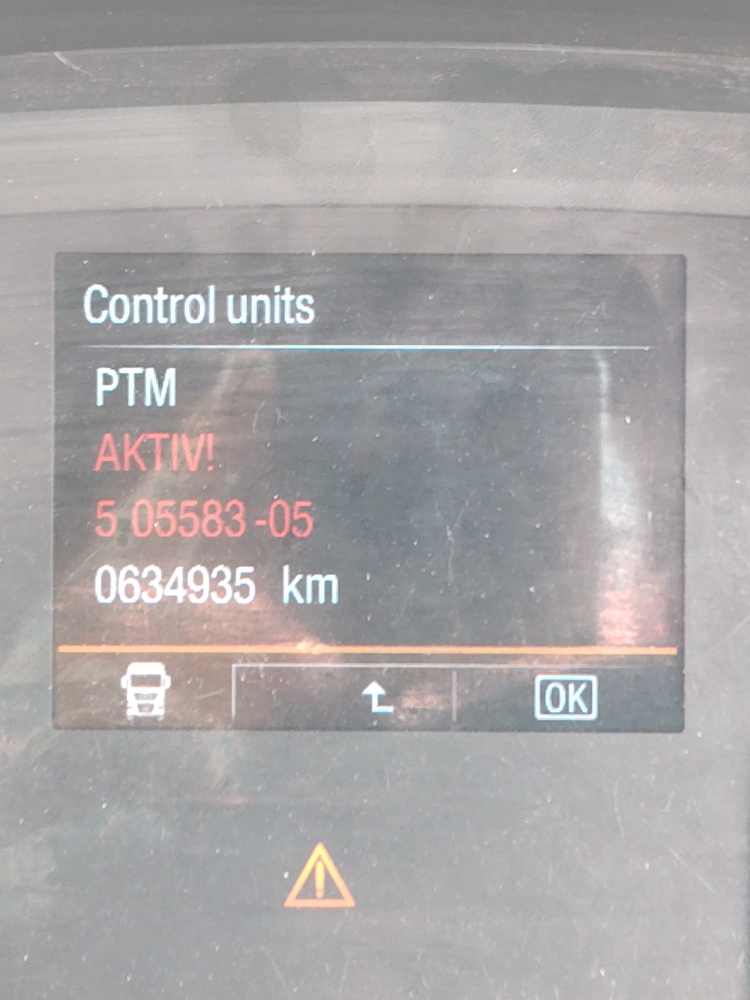 Control units
PTM
AKTIV!
5 05583 -05
0634935 km
OK